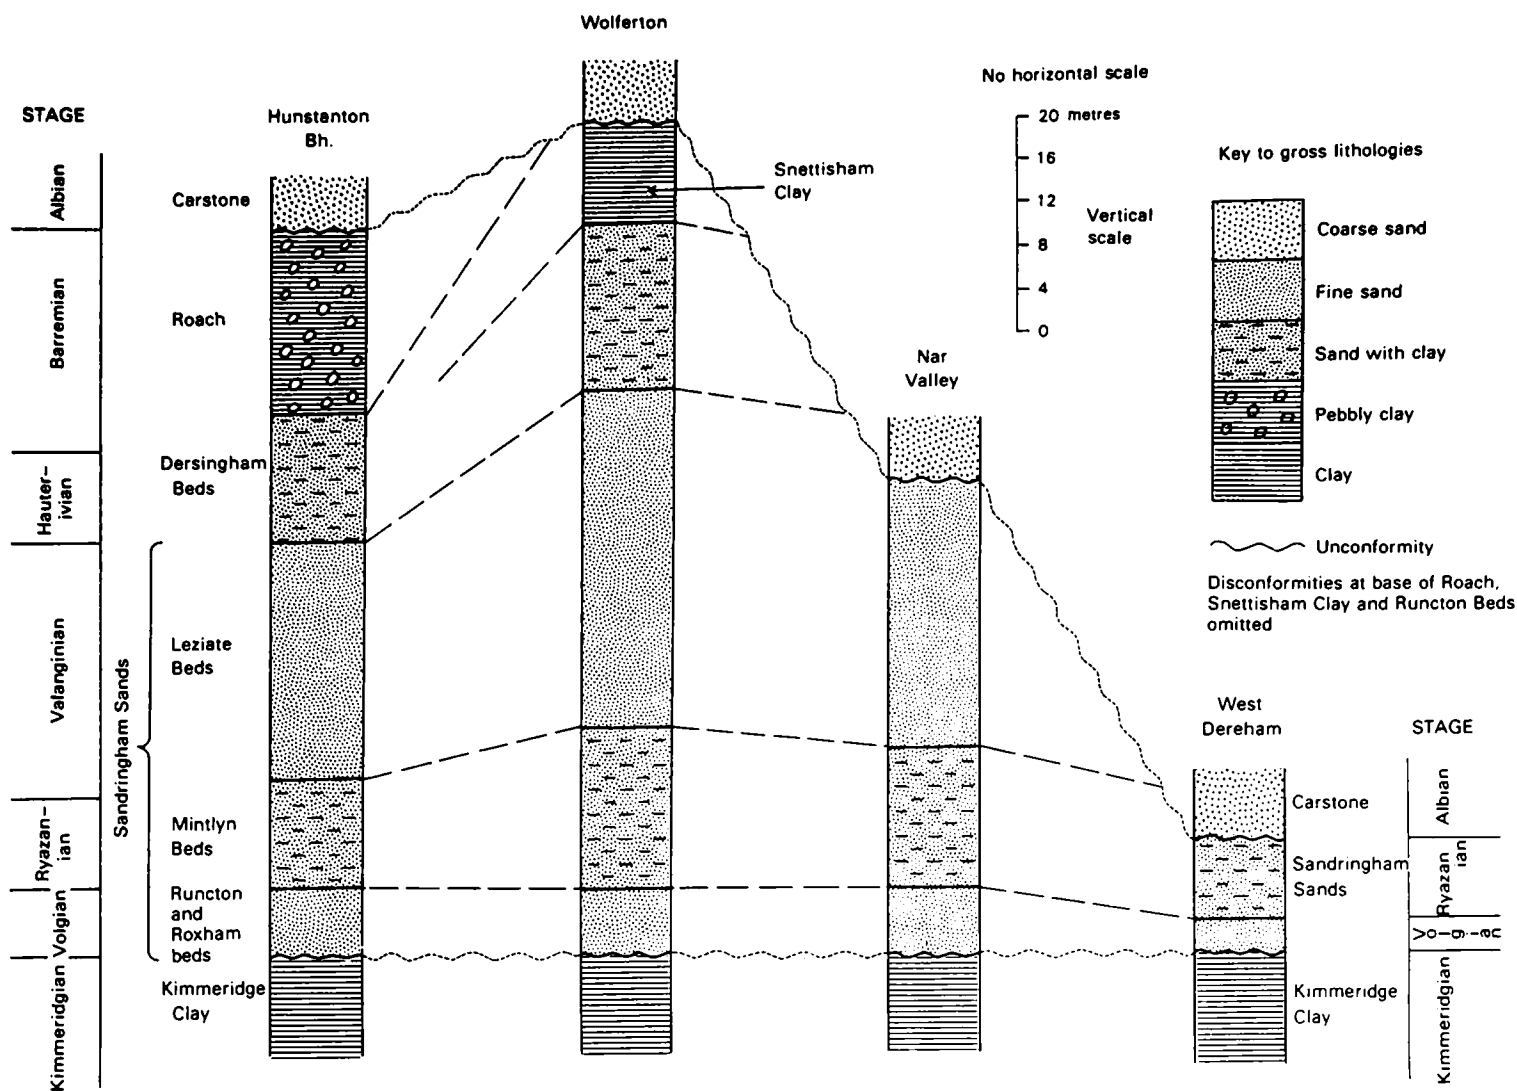 Wolferton
No horizontal scale
STAGE
Hunstanton
Bh.
20 metres
16
12
8
4
0
Vertical
scale
Key to gross lithologies
Coarse sand
Fine sand
Sand with clay
Pebbly clay
Clay
Unconformity
Disconformities at base of Roach,
Snettisham Clay and Runcton Beds
omitted
Snettisham
Clay
Nar
Valley
West
Dereham
STAGE
Albian
Barremian
Hauter-
ivian
Valanginian
Ryazan-
ian
Volgian
Kimmeridgian
Sandringham Sands
Carstone
Roach
Dersingham
Beds
Leziate
Beds
Mintlyn
Beds
Runcton
and
Roxham
beds
Kimmeridge
Clay
Carstone
Sandringham
Sands
Kimmeridge
Clay
Albian
Ryazan
ian
Volg-ian
Kimmeridgian